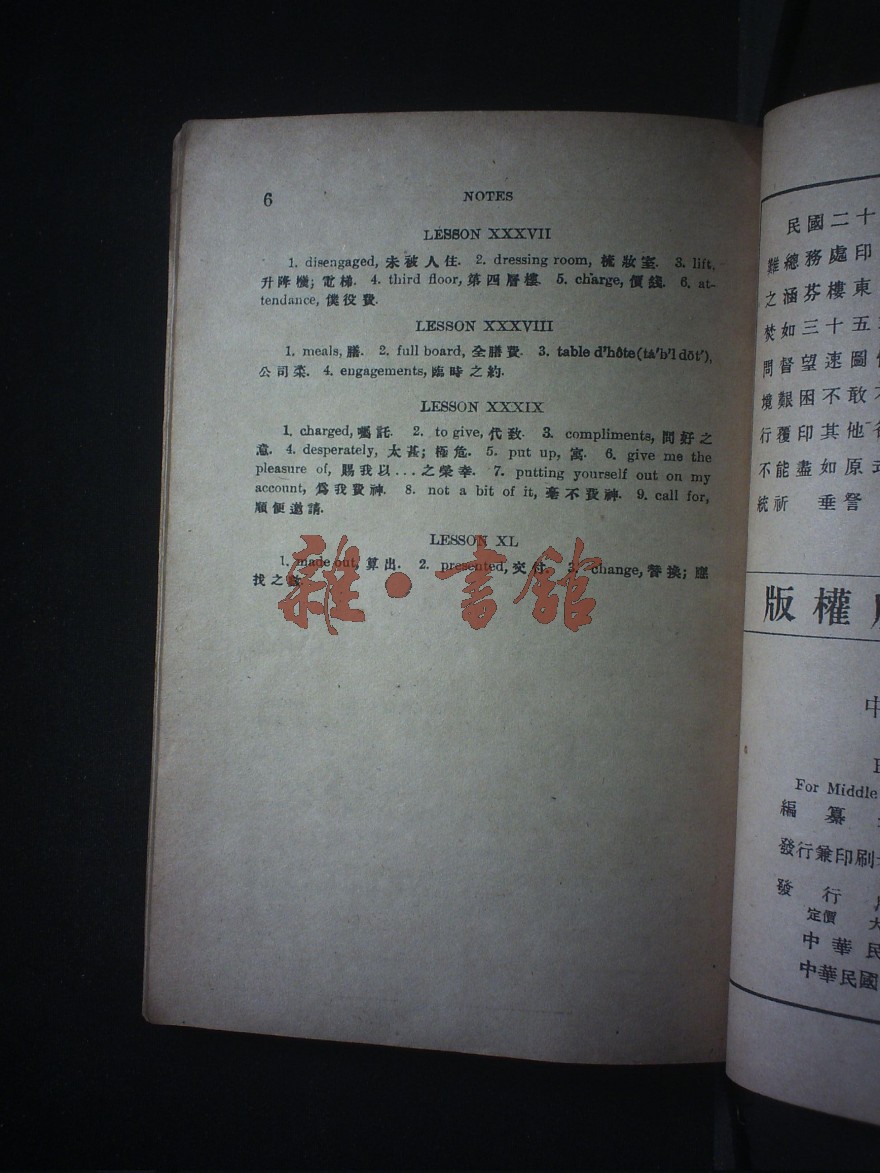 6 NOTES
LESSON XXXVII
1. disengaged, 未被人住. 2. dressing room, 梳妝室. 3. lift,
升降機; 電梯. 4. third floor, 第四層樓. 5. charge, 價錢. 6. at-
tendance, 僕役費.
LESSON XXXVIII
1. meals, 膳. 2. full board, 全膳費. 3. table d'hôte (tȧ'b'l dōt'),
公司菜. 4. engagements, 臨時之約.
LESSON XXXIX
1. charged, 囑託. 2. to give, 代致. 3. compliments, 問好之
意. 4. desperately, 太甚; 極危. 5. put up, 寓. 6. give me the
pleasure of, 賜我以...之榮幸. 7. putting yourself out on my
account, 爲我費神. 8. not a bit of it, 毫不費神. 9. call for,
順便邀請.
LESSON XL
1. made out, 算出. 2. presented, 交付. 3. change, 替換; 應
找之數.
雜·書館
民國二十
難總務處印
之涵芬樓東
焚如三十五
問督望速圖
境艱困不敢
行覆印其他
不能盡如原
統祈 垂詧
版權
中
For Middle
編纂
發行兼印刷
發行
定價 大
中華民
中華民國